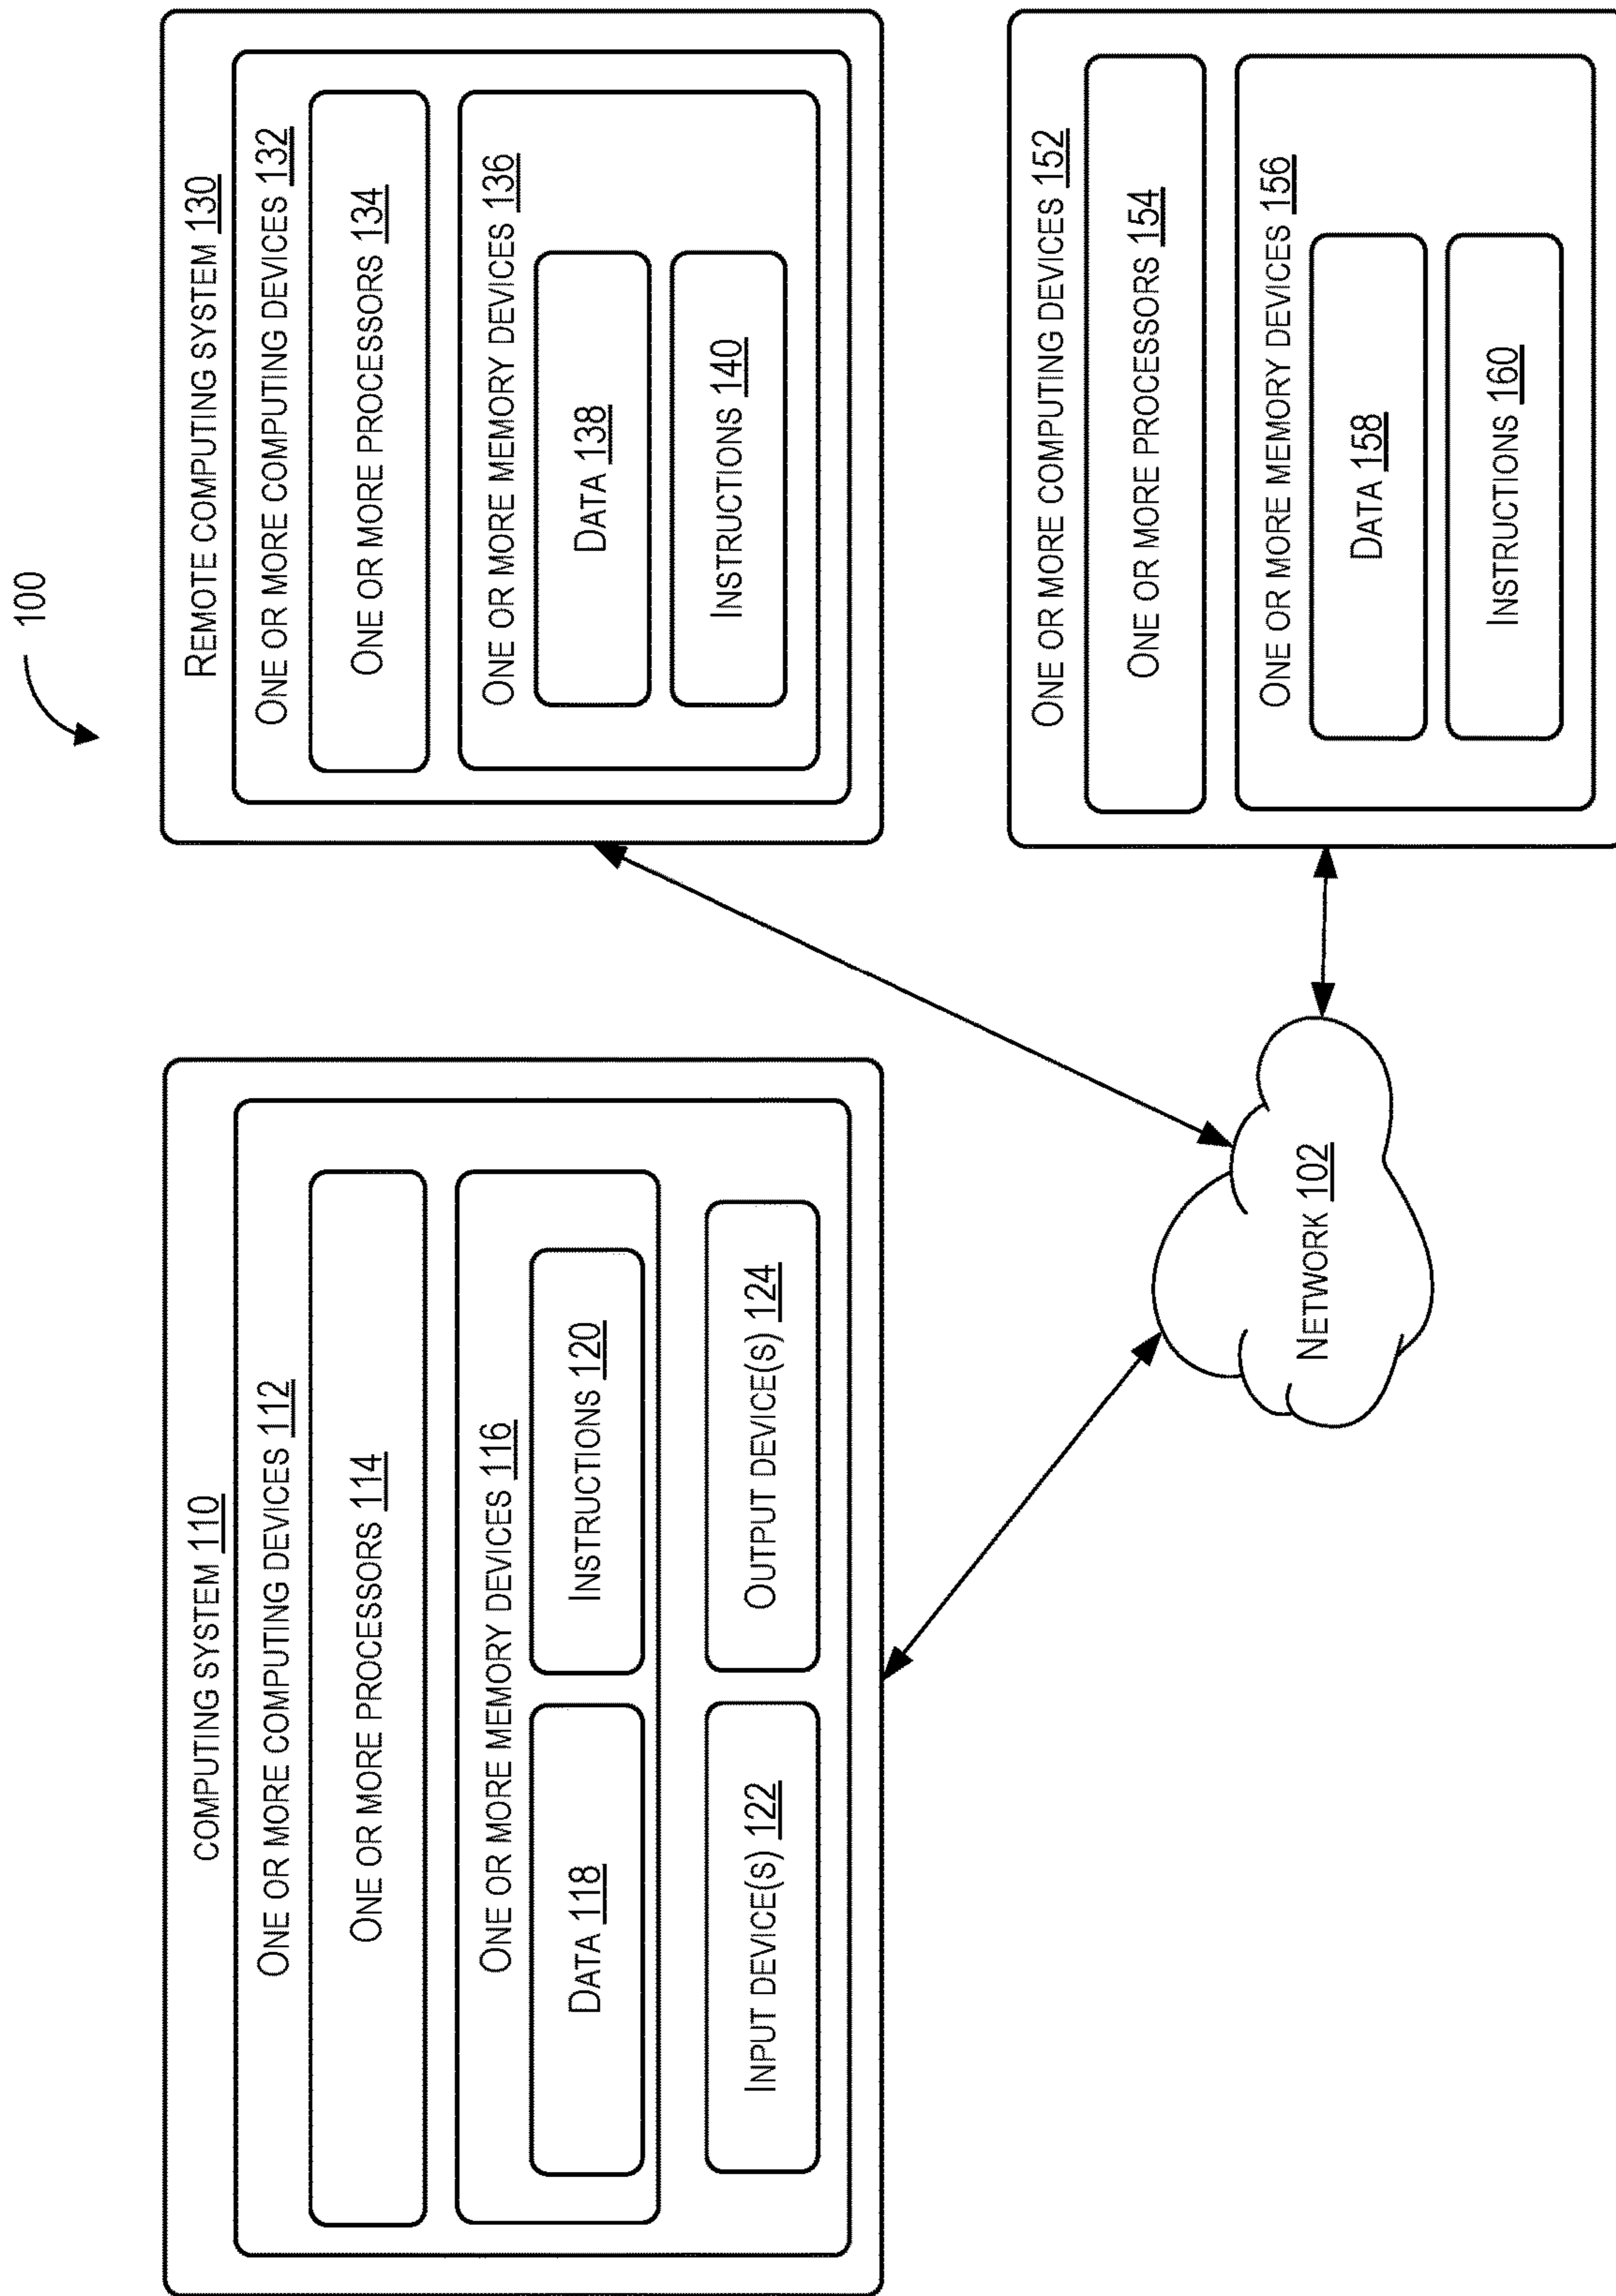 100
COMPUTING SYSTEM 110
ONE OR MORE COMPUTING DEVICES 112
ONE OR MORE PROCESSORS 114
ONE OR MORE MEMORY DEVICES 116
DATA 118
INSTRUCTIONS 120
INPUT DEVICE(S) 122
OUTPUT DEVICE(S) 124
REMOTE COMPUTING SYSTEM 130
ONE OR MORE COMPUTING DEVICES 132
ONE OR MORE PROCESSORS 134
ONE OR MORE MEMORY DEVICES 136
DATA 138
INSTRUCTIONS 140
NETWORK 102
ONE OR MORE COMPUTING DEVICES 152
ONE OR MORE PROCESSORS 154
ONE OR MORE MEMORY DEVICES 156
DATA 158
INSTRUCTIONS 160